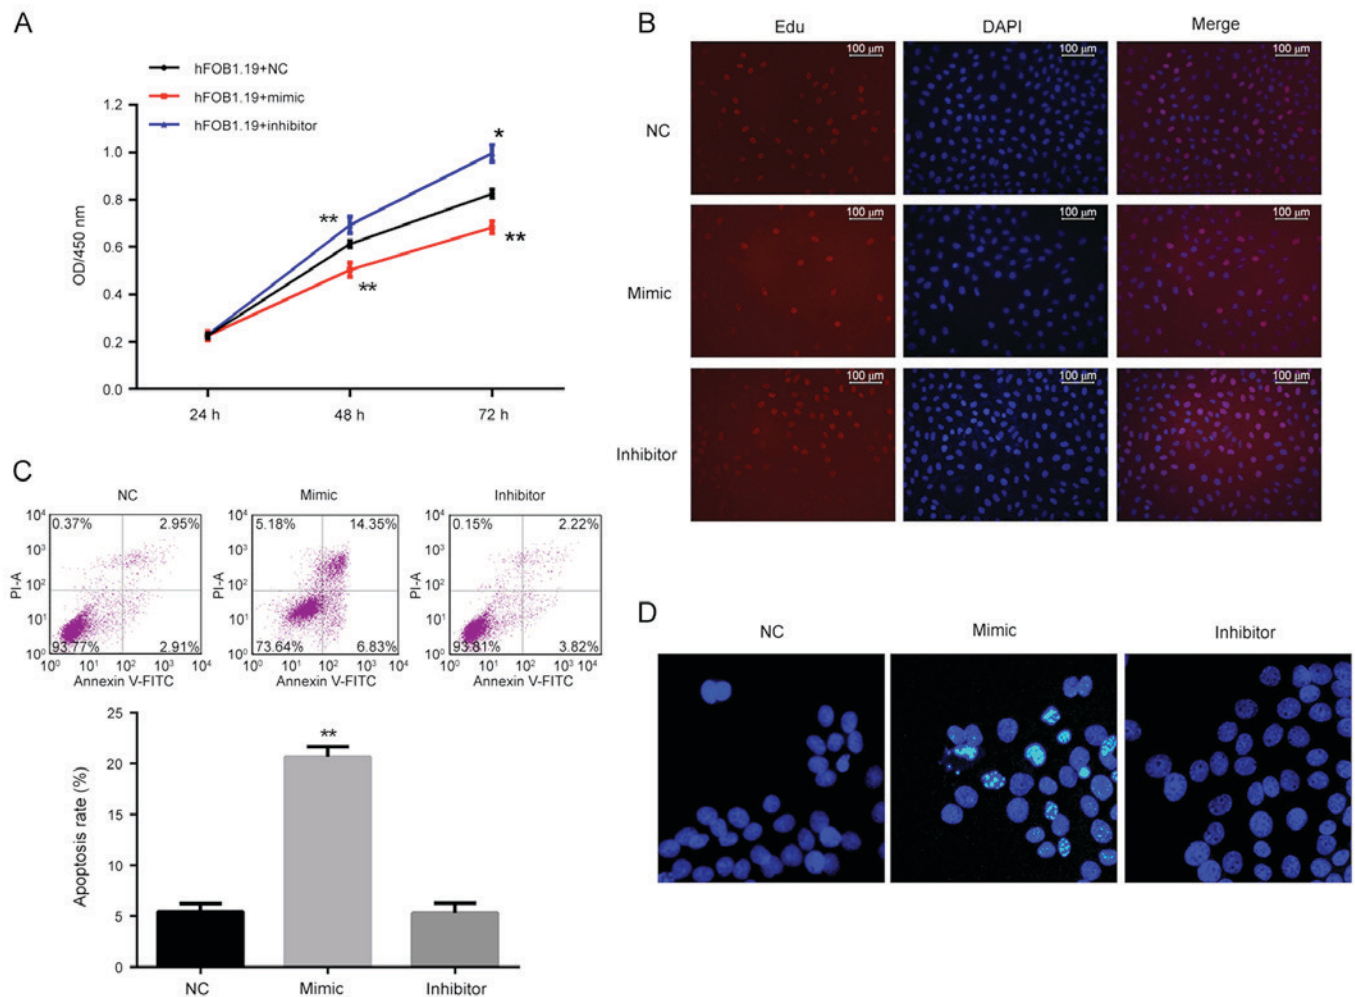 A
hFOB1.19+NC
hFOB1.19+mimic
hFOB1.19+inhibitor
OD/450 nm
1.2
1.0
0.8
0.6
0.4
0.2
0.0
*
**
**
**
24 h
48 h
72 h
B
Edu
DAPI
Merge
NC
100 μm
100 μm
100 μm
Mimic
100 μm
100 μm
100 μm
Inhibitor
100 μm
100 μm
100 μm
C
NC
Mimic
Inhibitor
PI-A
10⁴
10³
10²
10¹
10⁰
0.37%
2.95%
93.77%
2.91%
10⁰ 10¹ 10² 10³ 10⁴
Annexin V-FITC
PI-A
10⁴
10³
10²
10¹
10⁰
5.18%
14.35%
73.64%
6.83%
10⁰ 10¹ 10² 10³ 10⁴
Annexin V-FITC
PI-A
10⁴
10³
10²
10¹
10⁰
0.15%
2.22%
93.81%
3.82%
10⁰ 10¹ 10² 10³ 10⁴
Annexin V-FITC
Apoptosis rate (%)
25
20
15
10
5
0
**
NC
Mimic
Inhibitor
D
NC
Mimic
Inhibitor